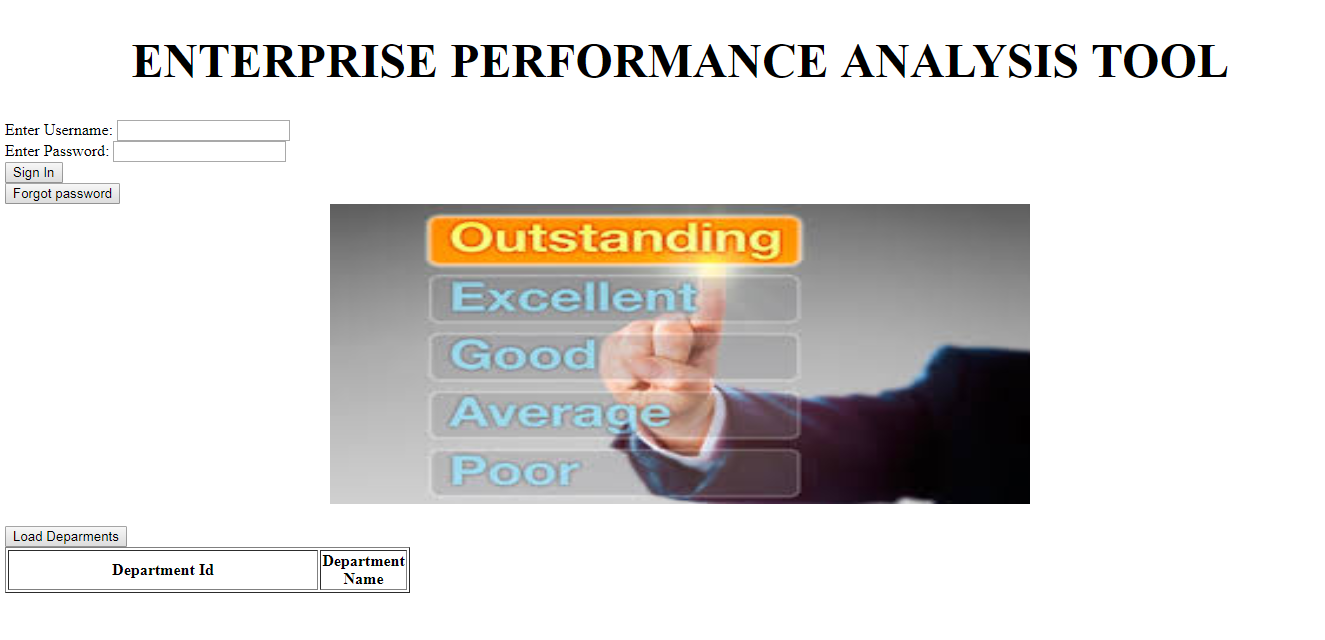 ENTERPRISE PERFORMANCE ANALYSIS TOOL
Enter Username:
Enter Password:
Sign In
Forgot password
Outstanding
Excellent
Good
Average
Poor
Load Deparments
Department Id
Department
Name